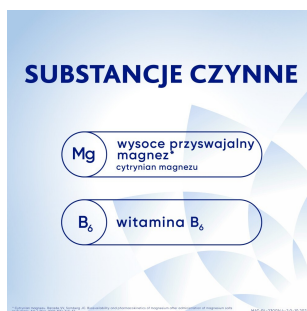 SUBSTANCJE CZYNNE
Mg
wysoce przyswajalny
magnez*
cytrynian magnezu
B₆
witamina B₆